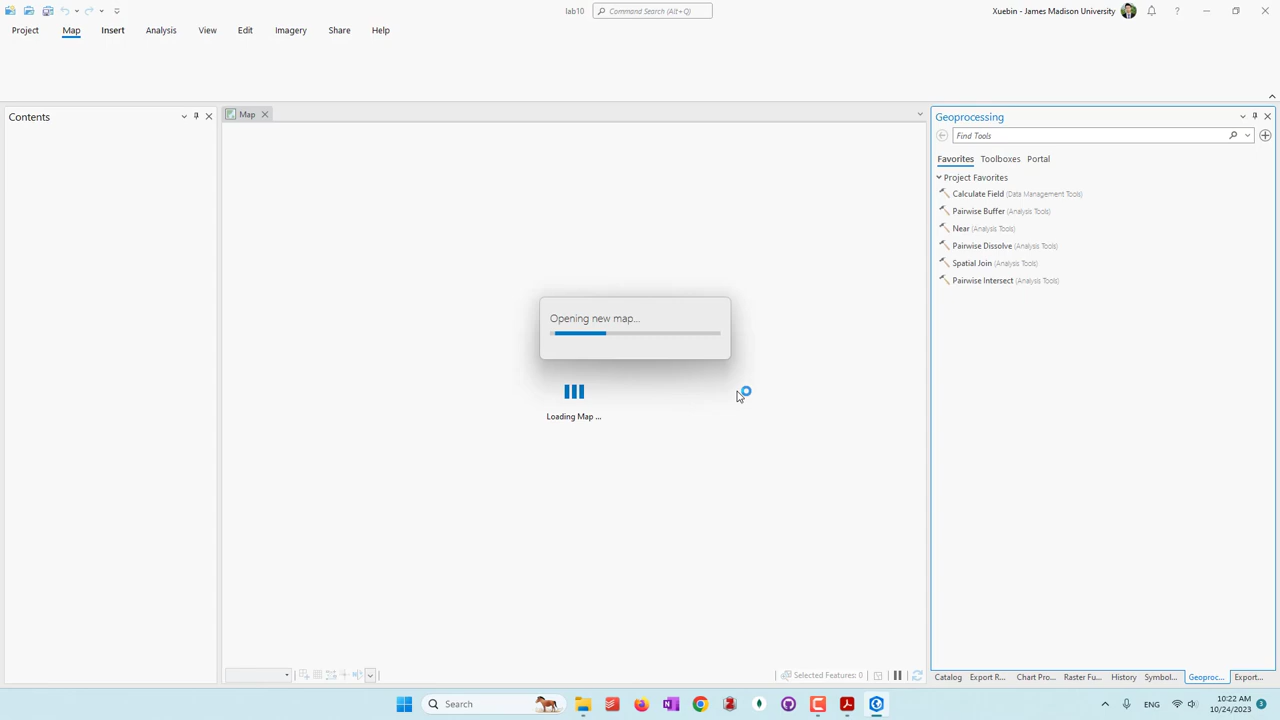 lab10
Command Search (Alt+Q)
Xuebin - James Madison University
Project
Map
Insert
Analysis
View
Edit
Imagery
Share
Help
Contents
Map
Geoprocessing
Find Tools
Favorites
Toolboxes
Portal
Project Favorites
Calculate Field (Data Management Tools)
Pairwise Buffer (Analysis Tools)
Near (Analysis Tools)
Pairwise Dissolve (Analysis Tools)
Spatial Join (Analysis Tools)
Pairwise Intersect (Analysis Tools)
Opening new map...
Loading Map ...
Selected Features: 0
Catalog
Export R...
Chart Pro...
Raster Fu...
History
Symbol...
Geoproc...
Export...
Search
ENG
10:22 AM
10/24/2023
3